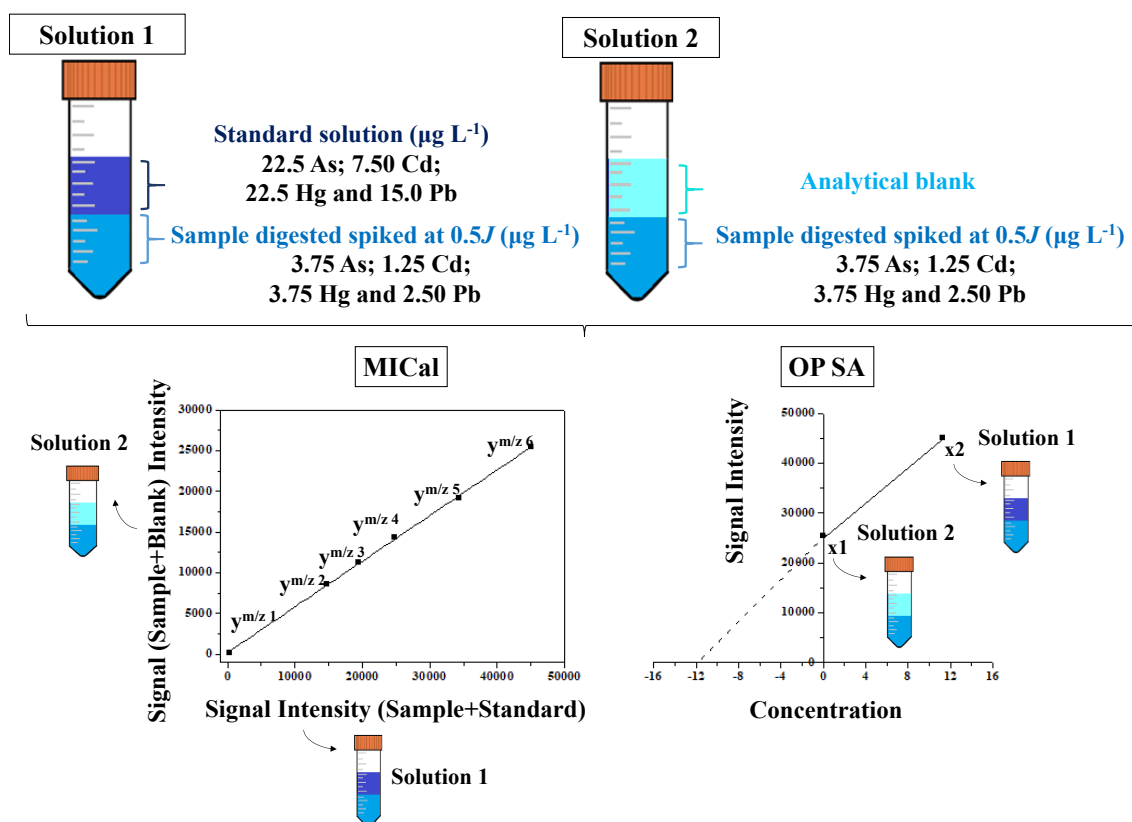 Solution 1
Solution 2
Standard solution (µg L⁻¹)
22.5 As; 7.50 Cd;
22.5 Hg and 15.0 Pb
Analytical blank
Sample digested spiked at 0.5J (µg L⁻¹)
3.75 As; 1.25 Cd;
3.75 Hg and 2.50 Pb
Sample digested spiked at 0.5J (µg L⁻¹)
3.75 As; 1.25 Cd;
3.75 Hg and 2.50 Pb
MICal
OP SA
Solution 2
Signal (Sample+Blank) Intensity
30000
25000
20000
15000
10000
5000
0
y^m/z 1
y^m/z 2
y^m/z 3
y^m/z 4
y^m/z 5
y^m/z 6
0
10000
20000
30000
40000
50000
Signal Intensity (Sample+Standard)
Solution 1
Signal Intensity
50000
40000
30000
20000
10000
0
x2
Solution 1
x1
Solution 2
-16
-12
-8
-4
0
4
8
12
16
Concentration